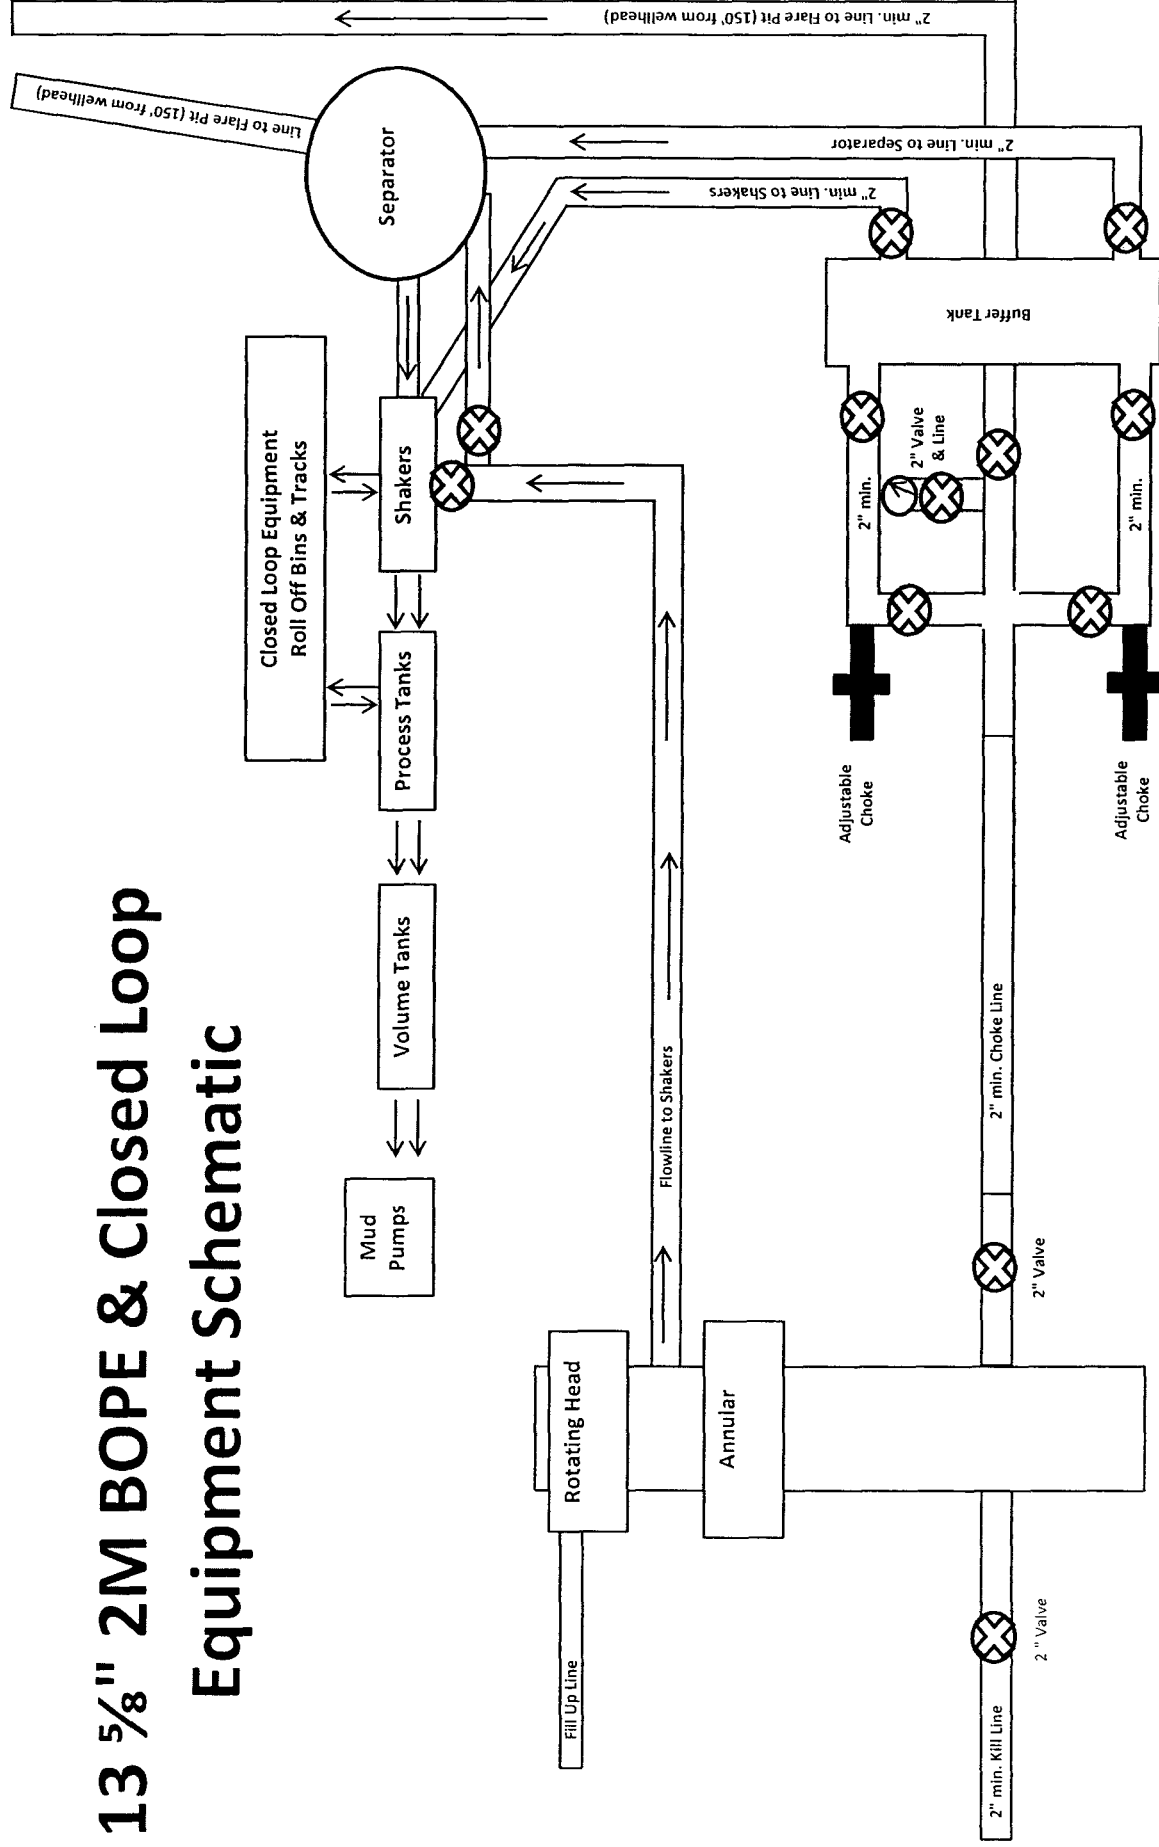 13 ⅝" 2M BOPE & Closed Loop
Equipment Schematic
Closed Loop Equipment
Roll Off Bins & Tracks
Mud
Pumps
Volume Tanks
Process Tanks
Shakers
Separator
Line to Flare Pit (150' from wellhead)
2" min. Line to Flare Pit (150' from wellhead)
Fill Up Line
Rotating Head
Flowline to Shakers
Annular
2" min. Line to Shakers
2" min. Line to Separator
Adjustable
Choke
2" min.
2" Valve
& Line
Buffer Tank
2" min. Kill Line
2 " Valve
2" Valve
2" min. Choke Line
Adjustable
Choke
2" min.